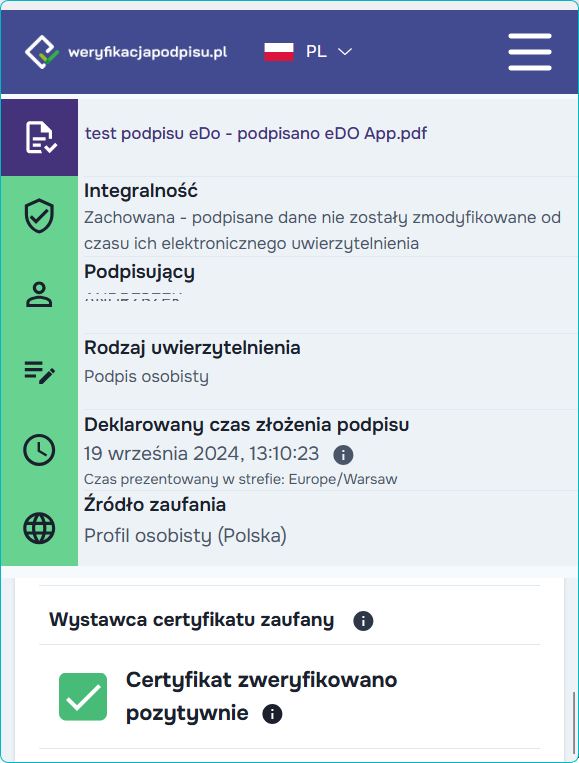 weryfikacjapodpisu.pl PL
test podpisu eDo - podpisano eDO App.pdf
Integralność
Zachowana - podpisane dane nie zostały zmodyfikowane od
czasu ich elektronicznego uwierzytelnienia
Podpisujący
Rodzaj uwierzytelnienia
Podpis osobisty
Deklarowany czas złożenia podpisu
19 września 2024, 13:10:23
Czas prezentowany w strefie: Europe/Warsaw
Źródło zaufania
Profil osobisty (Polska)
Wystawca certyfikatu zaufany
Certyfikat zweryfikowano
pozytywnie